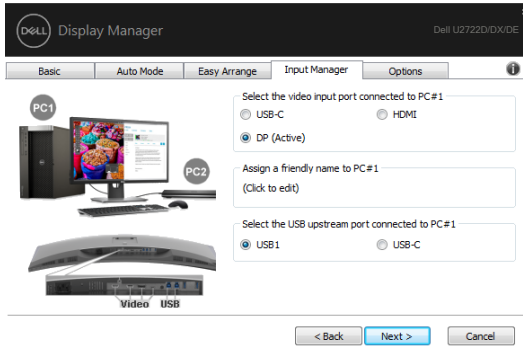 DELL Display Manager
Dell U2722D/DX/DE
Basic Auto Mode Easy Arrange Input Manager Options
PC1
PC2
Video USB
Select the video input port connected to PC#1
USB-C HDMI
DP (Active)
Assign a friendly name to PC#1
(Click to edit)
Select the USB upstream port connected to PC#1
USB1 USB-C
< Back Next > Cancel